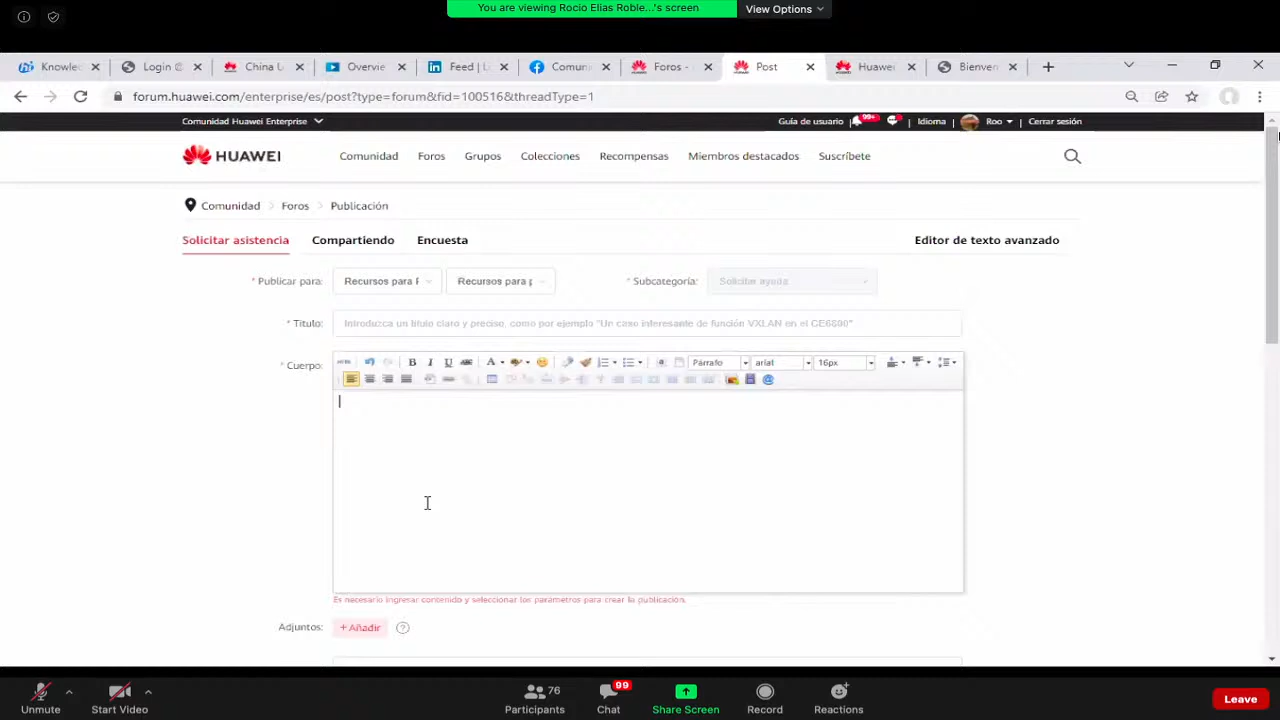 You are viewing Rocio Elias Roble...'s screen
View Options
Knowle
Login @
China U
Overvie
Feed | L
Comuni
Foros -
Post
Huawei
Bienven
forum.huawei.com/enterprise/es/post?type=forum&fid=100516&threadType=1
Comunidad Huawei Enterprise
Guía de usuario
99+
Idioma
Roo
Cerrar sesión
HUAWEI
Comunidad
Foros
Grupos
Colecciones
Recompensas
Miembros destacados
Suscríbete
Comunidad > Foros > Publicación
Solicitar asistencia
Compartiendo
Encuesta
Editor de texto avanzado
* Publicar para:
Recursos para F
Recursos para p
* Subcategoría:
Solicitar ayuda
* Título:
Introduzca un título claro y preciso, como por ejemplo "Un caso interesante de función VXLAN en el CE6800"
* Cuerpo:
HTML
B I U ABC
Párrafo
arial
16px
Es necesario ingresar contenido y seleccionar los parámetros para crear la publicación.
Adjuntos:
+ Añadir
?
Unmute
Start Video
76
Participants
99
Chat
Share Screen
Record
Reactions
Leave